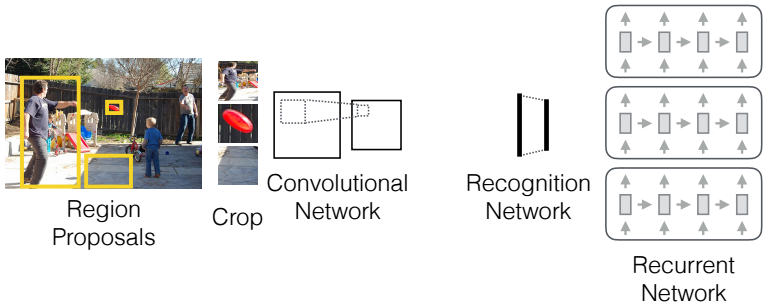 Region
Proposals
Crop
Convolutional
Network
Recognition
Network
Recurrent
Network